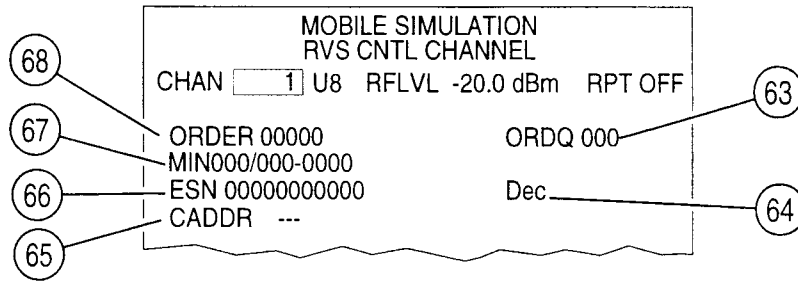 MOBILE SIMULATION
RVS CNTL CHANNEL
CHAN 1 U8 RFLVL -20.0 dBm RPT OFF
68
63
ORDER 00000 ORDQ 000
67
MIN000/000-0000
66
ESN 00000000000 Dec
64
CADDR ---
65